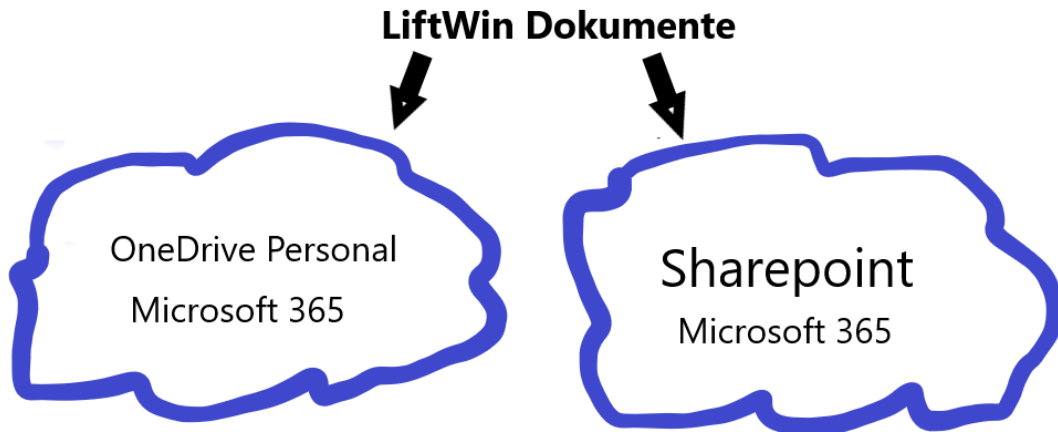 LiftWin Dokumente
OneDrive Personal
Microsoft 365
Sharepoint
Microsoft 365